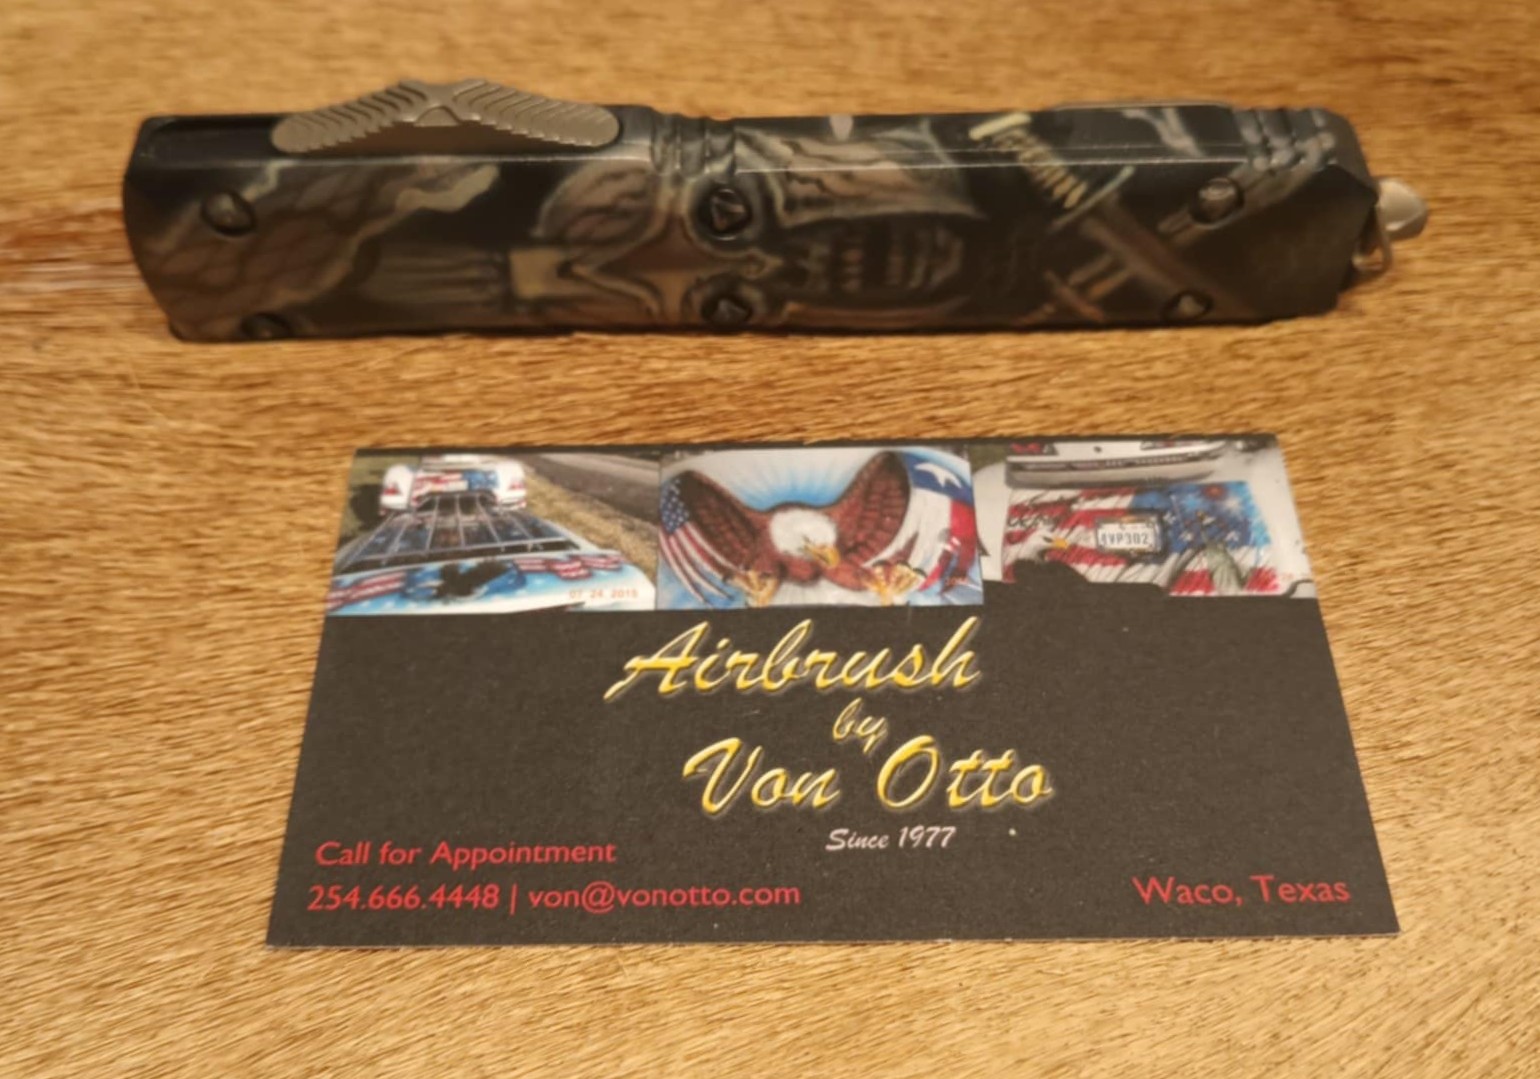 07 24 2015
Airbrush
by
Von Otto
Since 1977
Call for Appointment
254.666.4448 | von@vonotto.com
Waco, Texas